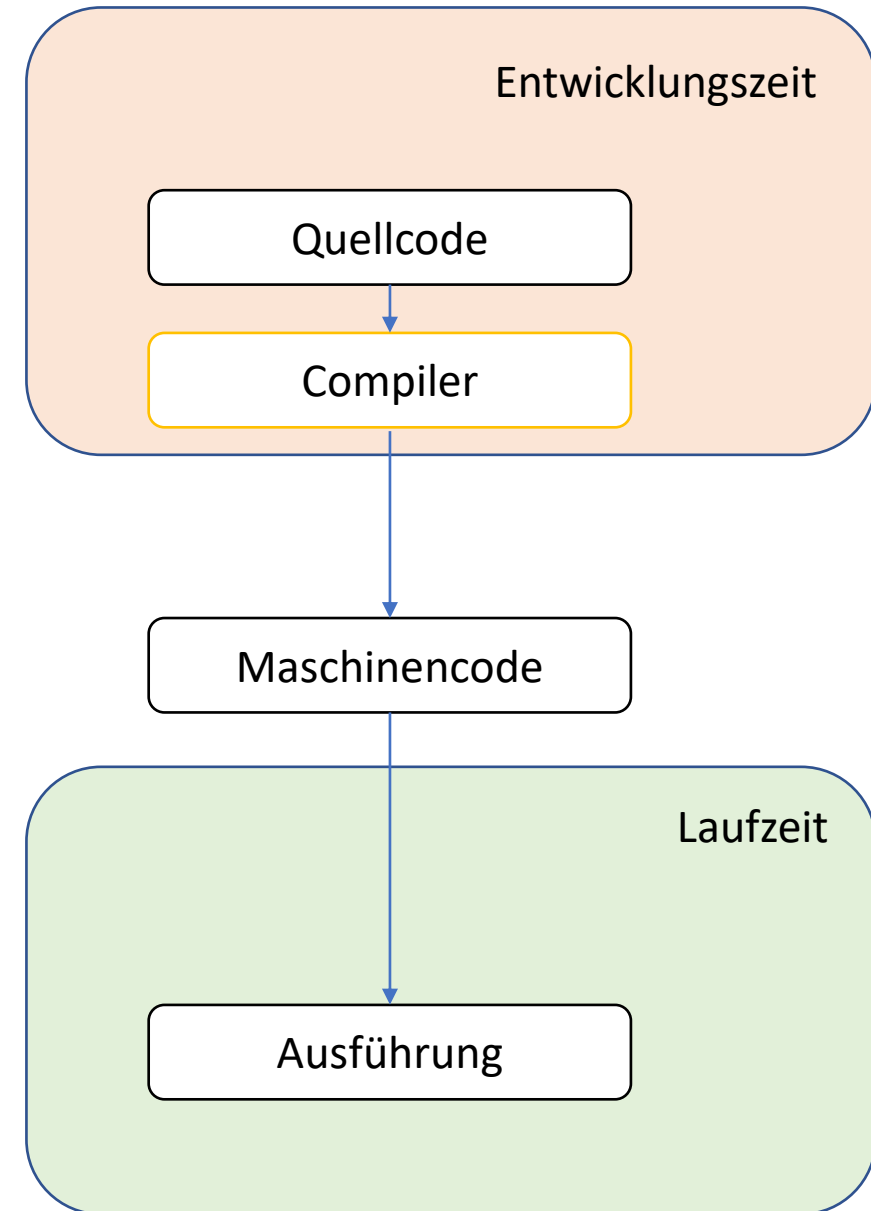 Entwicklungszeit
Quellcode
Compiler
Maschinencode
Laufzeit
Ausführung